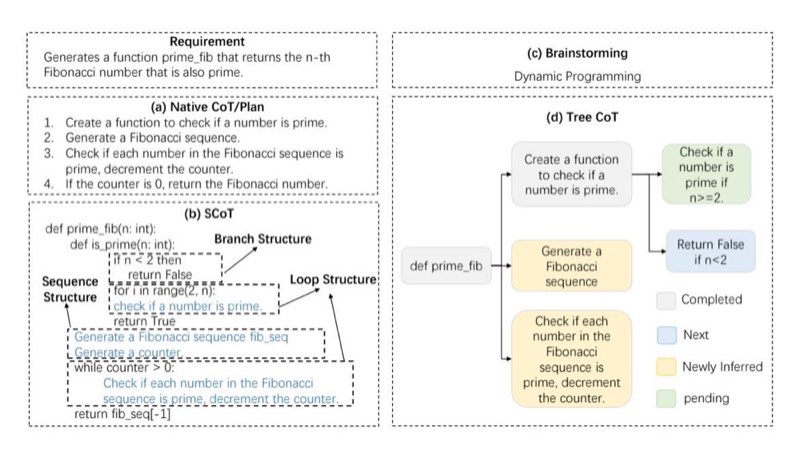 Requirement
Generates a function prime_fib that returns the n-th
Fibonacci number that is also prime.
(a) Native CoT/Plan
1. Create a function to check if a number is prime.
2. Generate a Fibonacci sequence.
3. Check if each number in the Fibonacci sequence is
prime, decrement the counter.
4. If the counter is 0, return the Fibonacci number.
(b) SCoT
def prime_fib(n: int):
def is_prime(n: int):
Branch Structure
if n < 2 then
return False
Sequence
Structure
Loop Structure
for i in range(2, n):
check if a number is prime.
return True
Generate a Fibonacci sequence fib_seq
Generate a counter
while counter > 0:
Check if each number in the Fibonacci
sequence is prime, decrement the counter.
return fib_seq[-1]
(c) Brainstorming
Dynamic Programming
(d) Tree CoT
def prime_fib
Create a function
to check if a
number is prime.
Generate a
Fibonacci
sequence
Check if each
number in the
Fibonacci
sequence is
prime, decrement
the counter.
Check if a
number is
prime if
n>=2.
Return False
if n<2
Completed
Next
Newly Inferred
pending